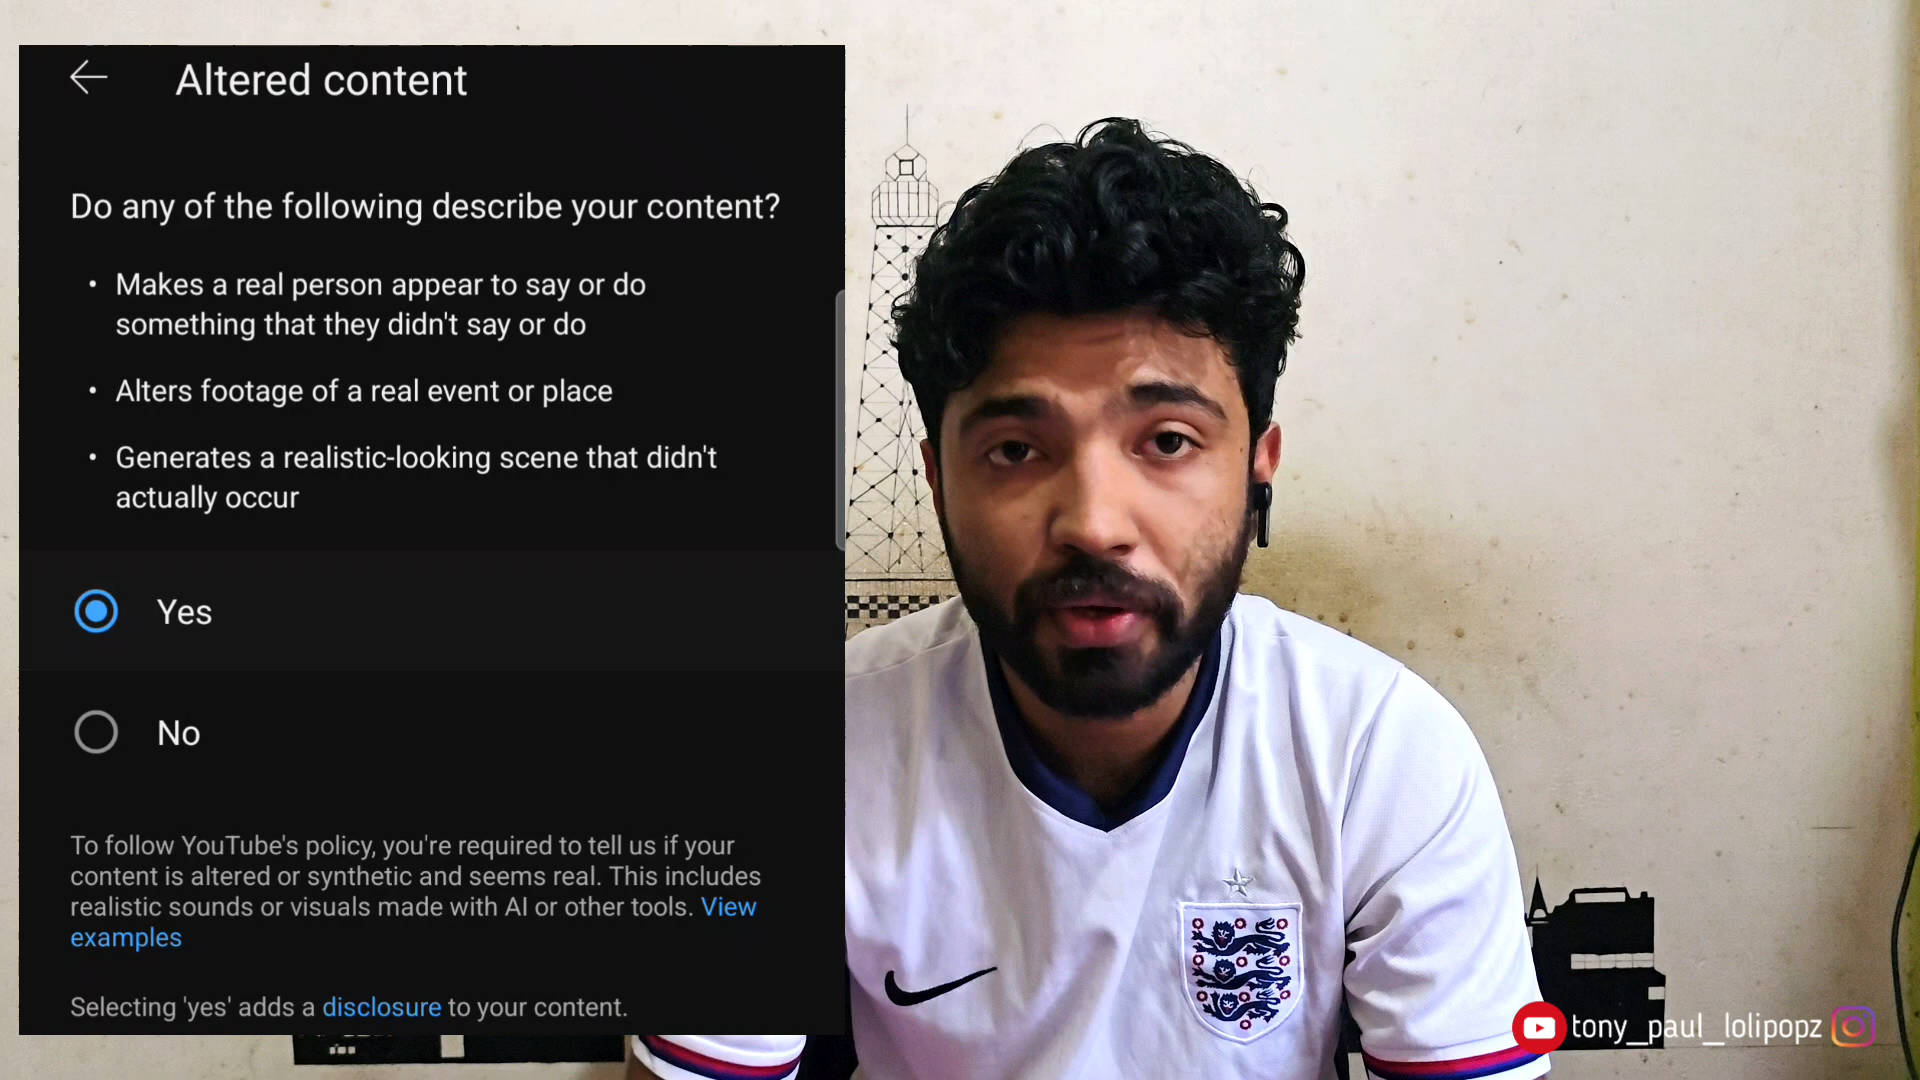 Altered content
Do any of the following describe your content?
• Makes a real person appear to say or do
something that they didn't say or do
• Alters footage of a real event or place
• Generates a realistic-looking scene that didn't
actually occur
Yes
No
To follow YouTube's policy, you're required to tell us if your
content is altered or synthetic and seems real. This includes
realistic sounds or visuals made with AI or other tools. View
examples
Selecting 'yes' adds a disclosure to your content.
tony_paul_lolipopz